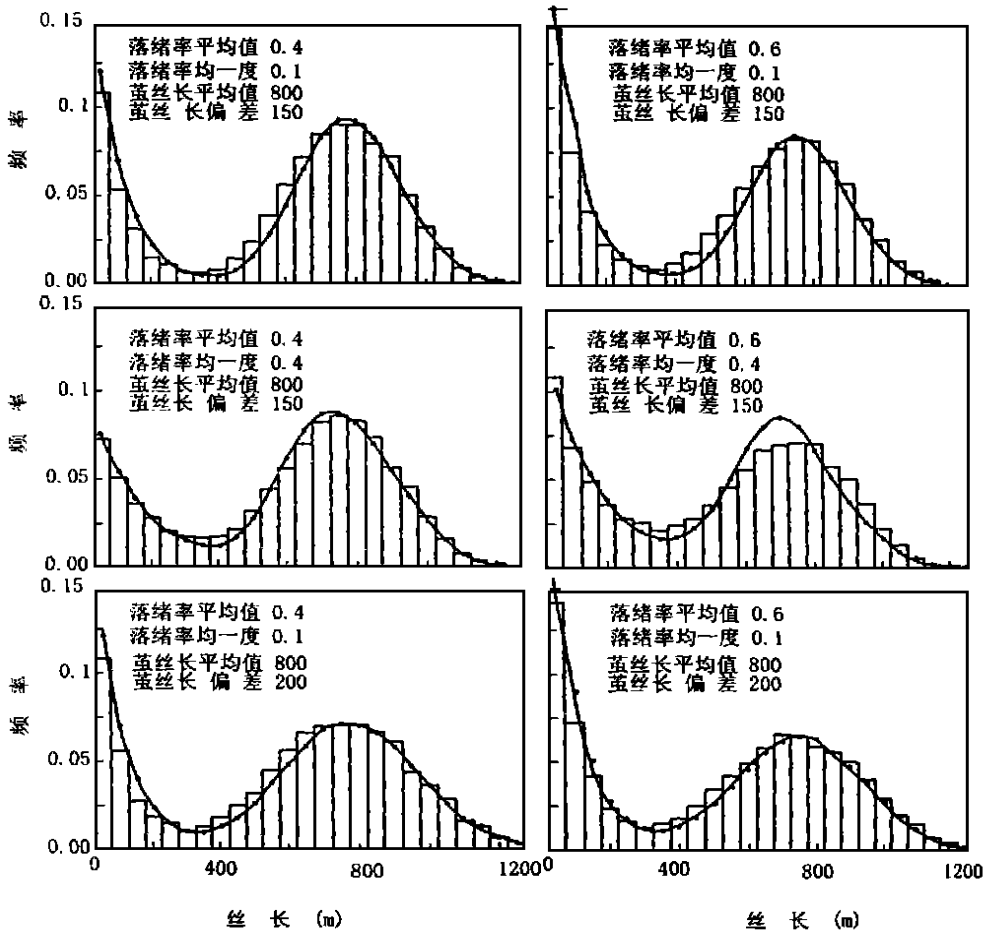 0.15
落绪率平均值 0.4
落绪率均一度 0.1
茧丝长平均值 800
茧丝 长偏 差 150
0.1
0.05
0.00
频 率
落绪率平均值 0.6
落绪率均一度 0.1
茧丝长平均值 800
茧丝 长偏 差 150
0.15
落绪率平均值 0.4
落绪率均一度 0.4
茧丝长平均值 800
茧丝长 偏 差 150
0.1
0.05
0.00
频 率
落绪率平均值 0.6
落绪率均一度 0.4
茧丝长平均值 800
茧丝 长偏 差 150
0.15
落绪率平均值 0.4
落绪率均一度 0.1
茧丝长平均值 800
茧丝长 偏 差 200
0.1
0.05
0.00
频 率
落绪率平均值 0.6
落绪率均一度 0.1
茧丝长平均值 800
茧丝长 偏 差 200
0 400 800 1200
0 400 800 1200
丝 长 (m)
丝 长 (m)